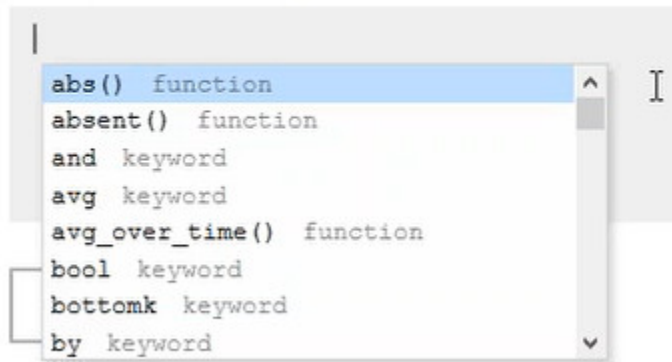 abs() function
absent() function
and keyword
avg keyword
avg_over_time() function
bool keyword
bottomk keyword
by keyword